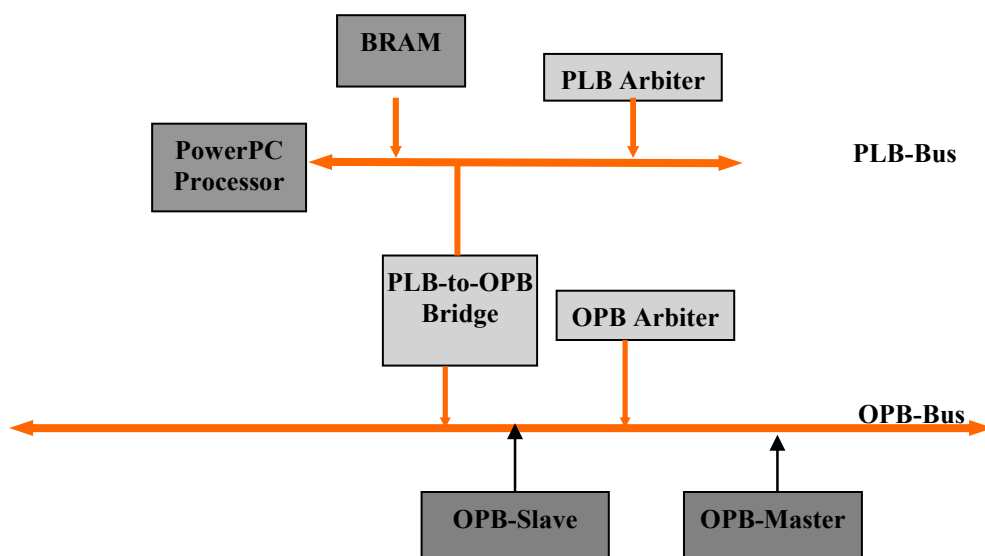 BRAM
PLB Arbiter
PowerPC
Processor
PLB-Bus
PLB-to-OPB
Bridge
OPB Arbiter
OPB-Bus
OPB-Slave
OPB-Master